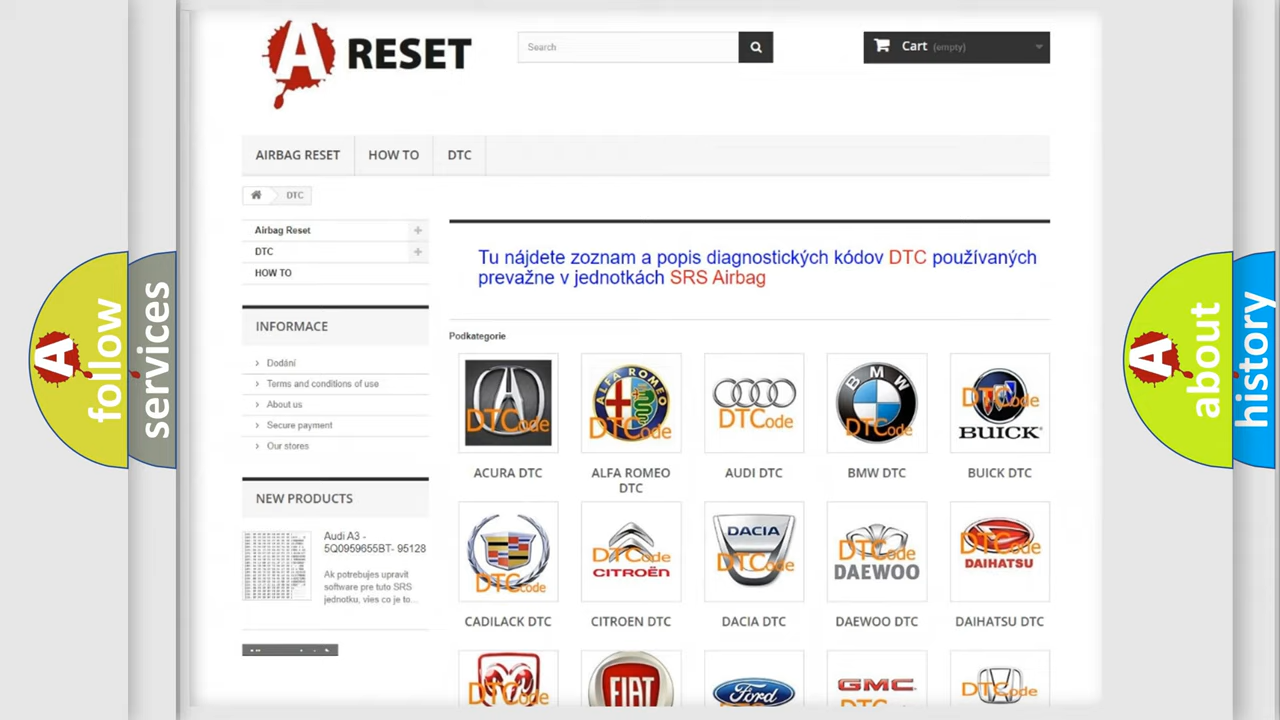 A RESET
Search
Cart (empty)
AIRBAG RESET
HOW TO
DTC
DTC
Airbag Reset
DTC
HOW TO
Tu nájdete zoznam a popis diagnostických kódov DTC používaných
prevažne v jednotkách SRS Airbag
INFORMACE
Dodání
Terms and conditions of use
About us
Secure payment
Our stores
NEW PRODUCTS
Audi A3 -
5Q0959655BT- 95128
Ak potrebujes upravit
software pre tuto SRS
jednotku, vies co je to...
Podkategorie
DTCode
ALFA ROMEO
DTCode
DTCode
BMW
DTCode
DTCode
BUICK
ACURA DTC
ALFA ROMEO
DTC
AUDI DTC
BMW DTC
BUICK DTC
DTCode
DTCode
CITROËN
DACIA
DTCode
DTCode
DAEWOO
DTCode
DAIHATSU
CADILACK DTC
CITROEN DTC
DACIA DTC
DAEWOO DTC
DAIHATSU DTC
DTCode
FIAT
Ford
GMC
DTCode
A follow
services
A about
history